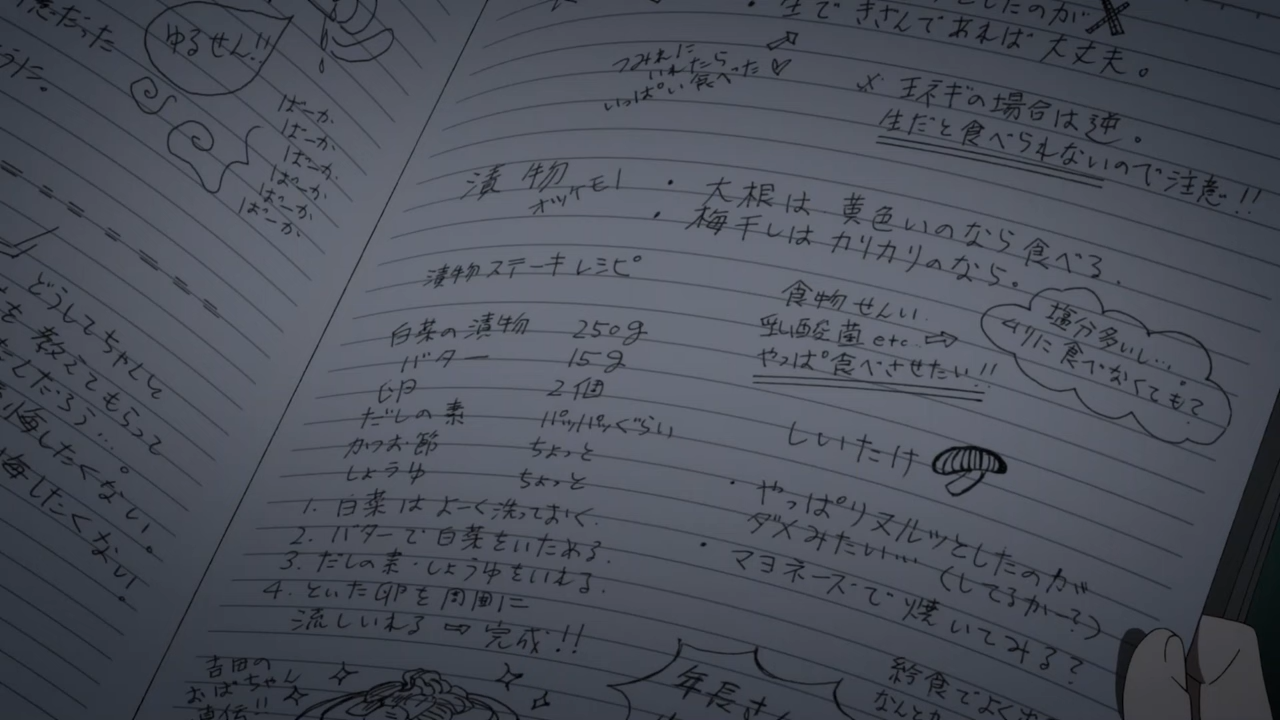 ゆるせん!!
ばーか
ばーか
ばーか
ばーか
ばーか
ばーか
どうしてちゃんと
教えてもらって
だろう…。
悔したくない。
悔したくない!
・生できざんであれば大丈夫。
つみれに
いれたら
いっぱい食べった♡
※ 玉ネギの場合は逆。
生だと食べられないので注意!!
漬物
オツケモノ
・大根は黄色いのなら食べる。
・梅干しはカリカリのなら。
漬物ステーキレシピ
白菜の漬物 250g
バター 15g
卵 2個
だしの素 パッパッぐらい
かつお節 ちょっと
しょうゆ ちょっと
1. 白菜はよーく洗っておく.
2. バターで白菜をいためる.
3. だしの素・しょうゆをいれる.
4. といた卵を周囲に
流しいれる ⇨ 完成!!
吉田の
おばちゃん
直伝!!
食物せんい
乳酸菌 etc ⇨
やっぱ食べさせたい!!
塩分多いし…
ムリに食べなくても?
しいたけ
・やっぱりヌルッとしたのが
ダメみたい… (してるかー?)
・マヨネーズで焼いてみる?
年長さ
給食でよく
なんとか